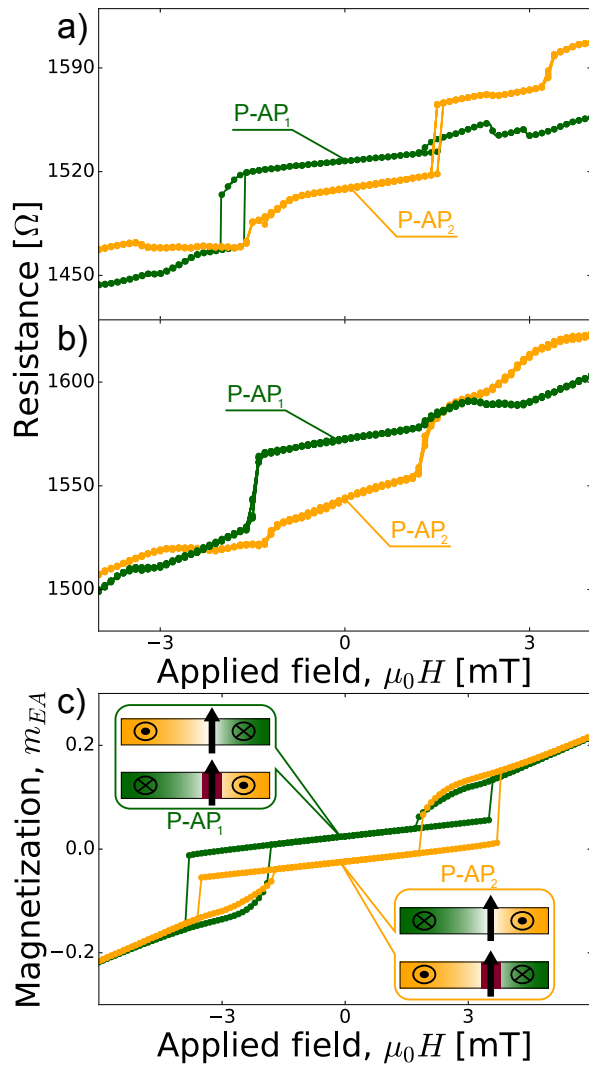 a)
1590
P-AP₁
1520
P-AP₂
1450
Resistance [Ω]
b)
1600
P-AP₁
1550
P-AP₂
1500
−3
0
3
Applied field, μ₀H [mT]
c)
Magnetization, m_EA
0.2
P-AP₁
0.0
P-AP₂
−0.2
−3
0
3
Applied field, μ₀H [mT]